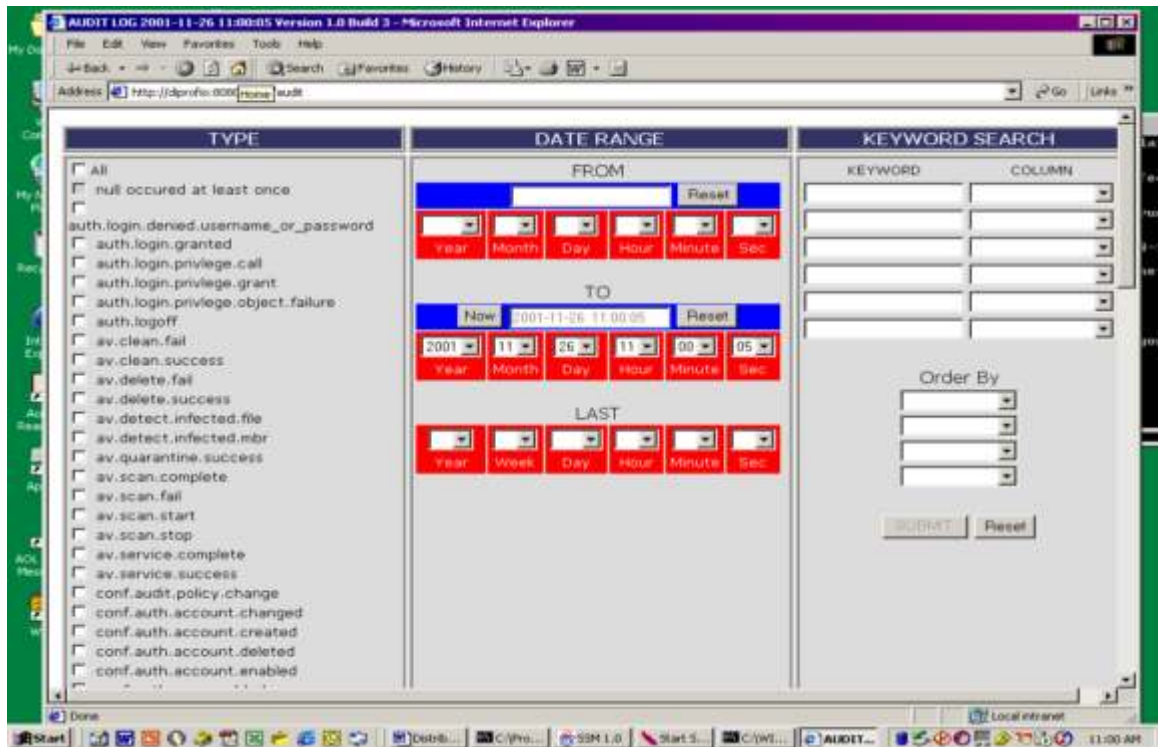 AUDIT LOG 2001-11-26 11:00:05 Version 1.0 Build 3 - Microsoft Internet Explorer
File Edit View Favorites Tools Help
Back Search Favorites History
Address Home audit Go Links
TYPE
All
null occured at least once
auth.login.denied.username_or_password
auth.login.granted
auth.login.privlege.call
auth.login.privlege.grant
auth.login.privlege.object.failure
auth.logoff
av.clean.fail
av.clean.success
av.delete.fail
av.delete.success
av.detect.infected.file
av.detect.infected.mbr
av.quarantine.success
av.scan.complete
av.scan.fail
av.scan.start
av.scan.stop
av.service.complete
av.service.success
conf.audit.policy.change
conf.auth.account.changed
conf.auth.account.created
conf.auth.account.deleted
conf.auth.account.enabled
DATE RANGE
FROM
Reset
Year Month Day Hour Minute Sec
TO
Now 2001-11-26 11:00:05 Reset
2001 11 26 11 00 05
Year Month Day Hour Minute Sec
LAST
Year Week Day Hour Minute Sec
KEYWORD SEARCH
KEYWORD COLUMN
Order By
SUBMIT Reset
Done Local intranet
Start Distrib... C:\Pro... SSM 1.0 Start S... C:\WI... AUDIT... 11:00 AM